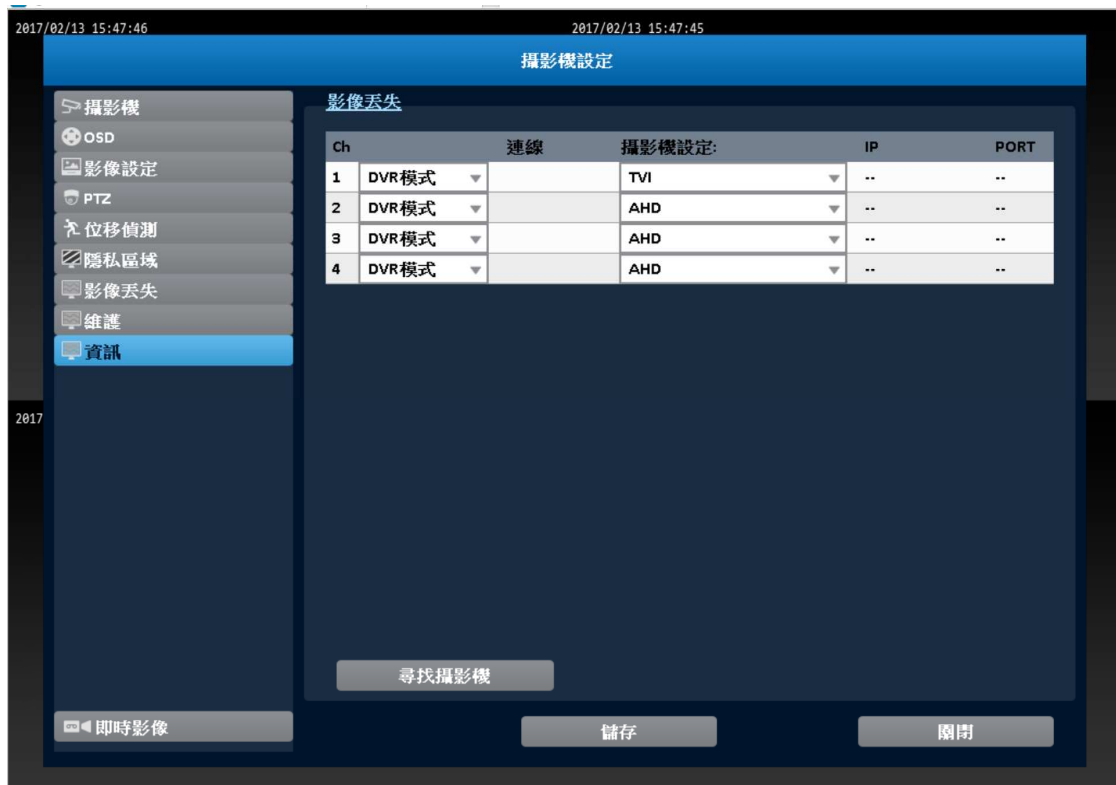 2017/02/13 15:47:46
2017/02/13 15:47:45
攝影機設定
攝影機
OSD
影像設定
PTZ
位移偵測
隱私區域
影像丟失
維護
資訊
即時影像
影像丟失
Ch 連線 攝影機設定: IP PORT
1 DVR模式 TVI -- --
2 DVR模式 AHD -- --
3 DVR模式 AHD -- --
4 DVR模式 AHD -- --
2017
尋找攝影機
儲存
關閉